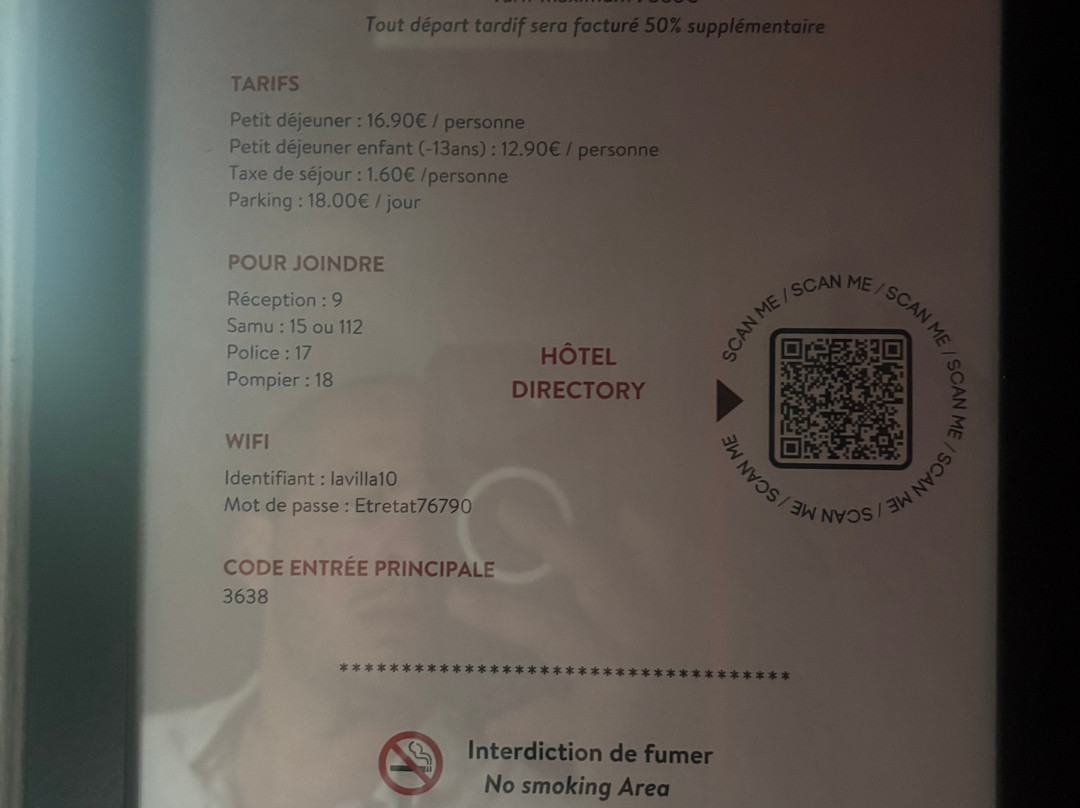 Tout départ tardif sera facturé 50% supplémentaire
TARIFS
Petit déjeuner : 16.90€ / personne
Petit déjeuner enfant (-13ans) : 12.90€ / personne
Taxe de séjour : 1.60€ /personne
Parking : 18.00€ / jour
POUR JOINDRE
Réception : 9
Samu : 15 ou 112
Police : 17
Pompier : 18
HÔTEL
DIRECTORY
SCAN ME / SCAN ME / SCAN ME / SCAN ME / SCAN ME / SCAN ME / SCAN ME
WIFI
Identifiant : lavilla10
Mot de passe : Etretat76790
CODE ENTRÉE PRINCIPALE
3638
************************************
Interdiction de fumer
No smoking Area